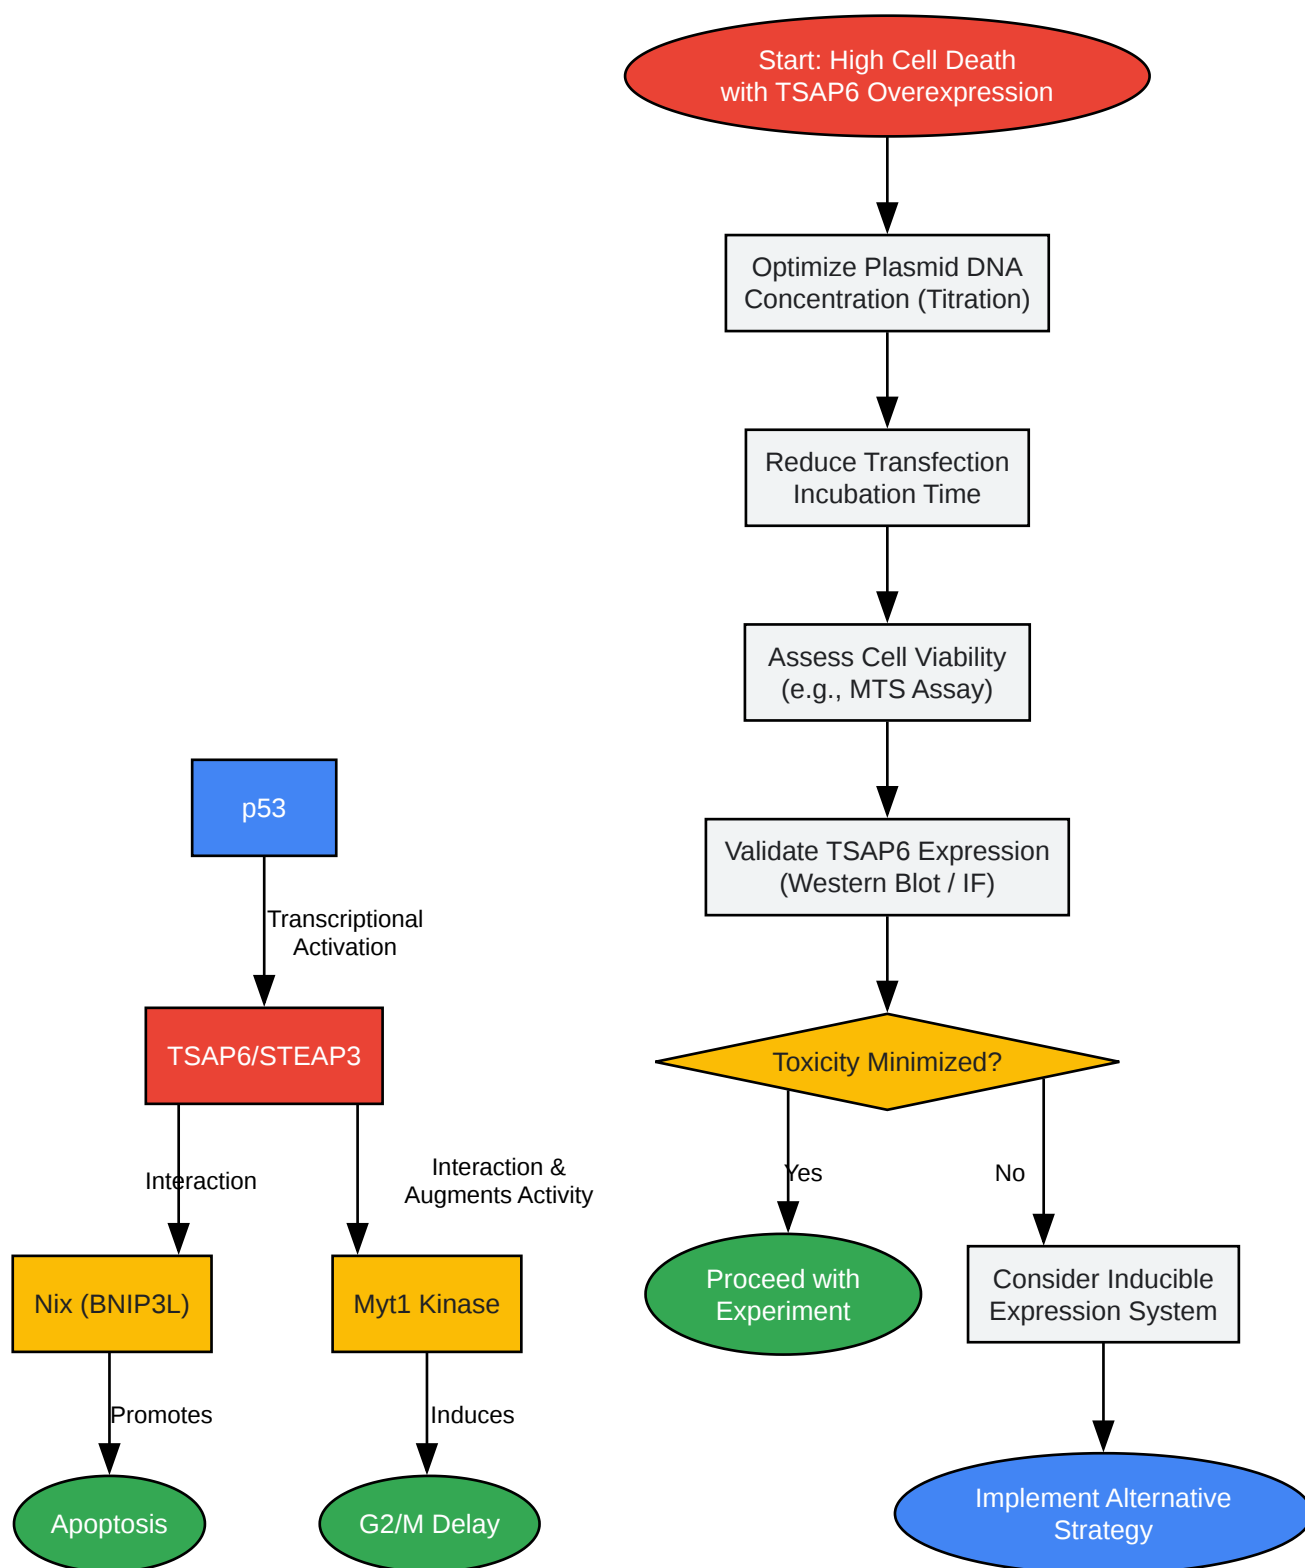 Start: High Cell Death
with TSAP6 Overexpression
Optimize Plasmid DNA
Concentration (Titration)
Reduce Transfection
Incubation Time
Assess Cell Viability
(e.g., MTS Assay)
Validate TSAP6 Expression
(Western Blot / IF)
Toxicity Minimized?
Yes
No
Proceed with
Experiment
Consider Inducible
Expression System
Implement Alternative
Strategy
p53
Transcriptional
Activation
TSAP6/STEAP3
Interaction
Interaction &
Augments Activity
Nix (BNIP3L)
Myt1 Kinase
Promotes
Induces
Apoptosis
G2/M Delay